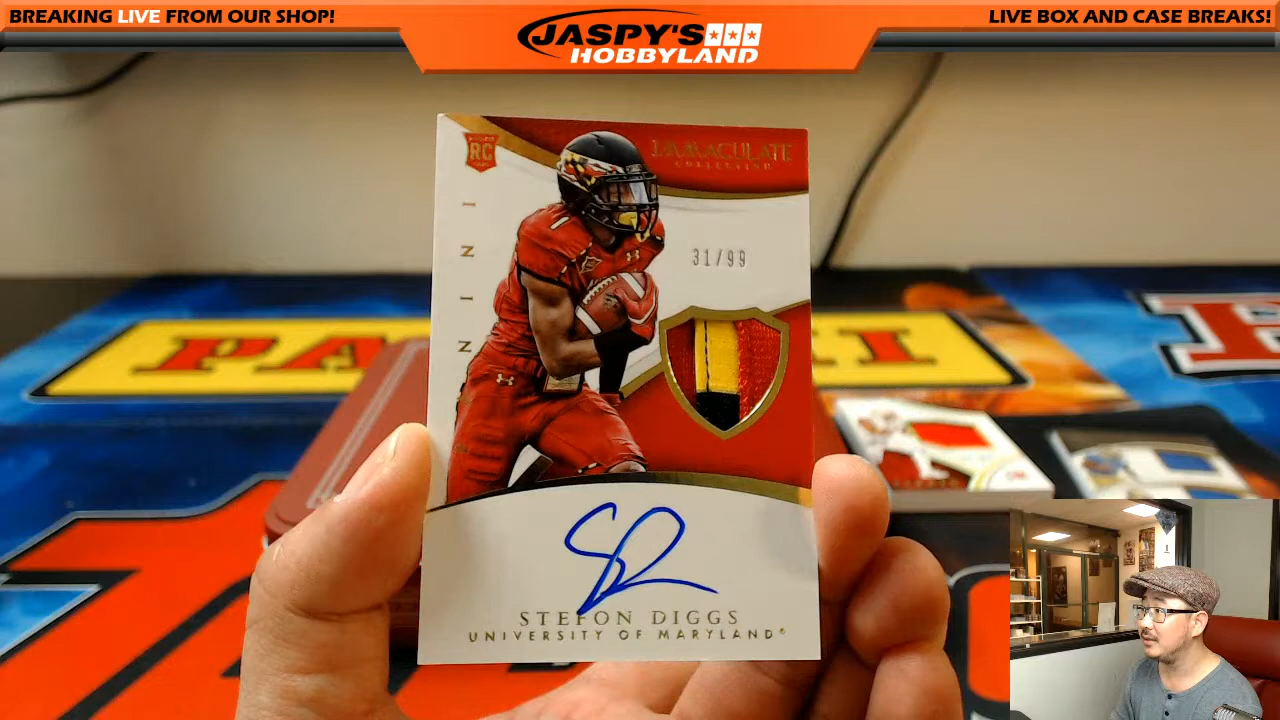 BREAKING LIVE FROM OUR SHOP!
JASPY'S
HOBBYLAND
LIVE BOX AND CASE BREAKS!
RC
IMMACULATE
COLLECTION
1
31/99
PANINI
STEFON DIGGS
UNIVERSITY OF MARYLAND